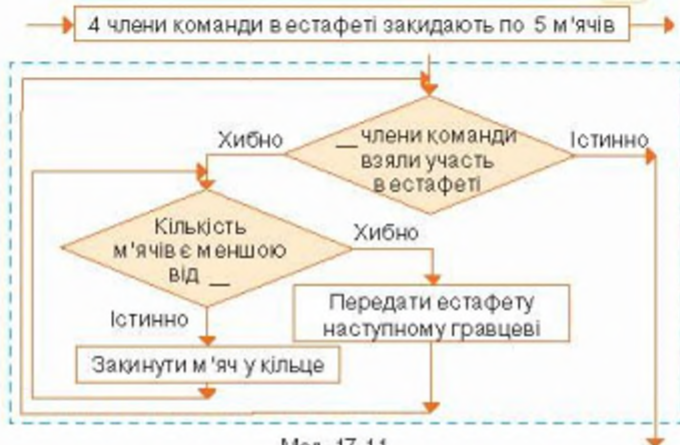 4 члени команди в естафеті закидають по 5 м'ячів
Хибно
__ члени команди
взяли участь
в естафеті
Істинно
Кількість
м'ячів є меншою
від __
Хибно
Істинно
Передати естафету
наступному гравцеві
Закинути м'яч у кільце